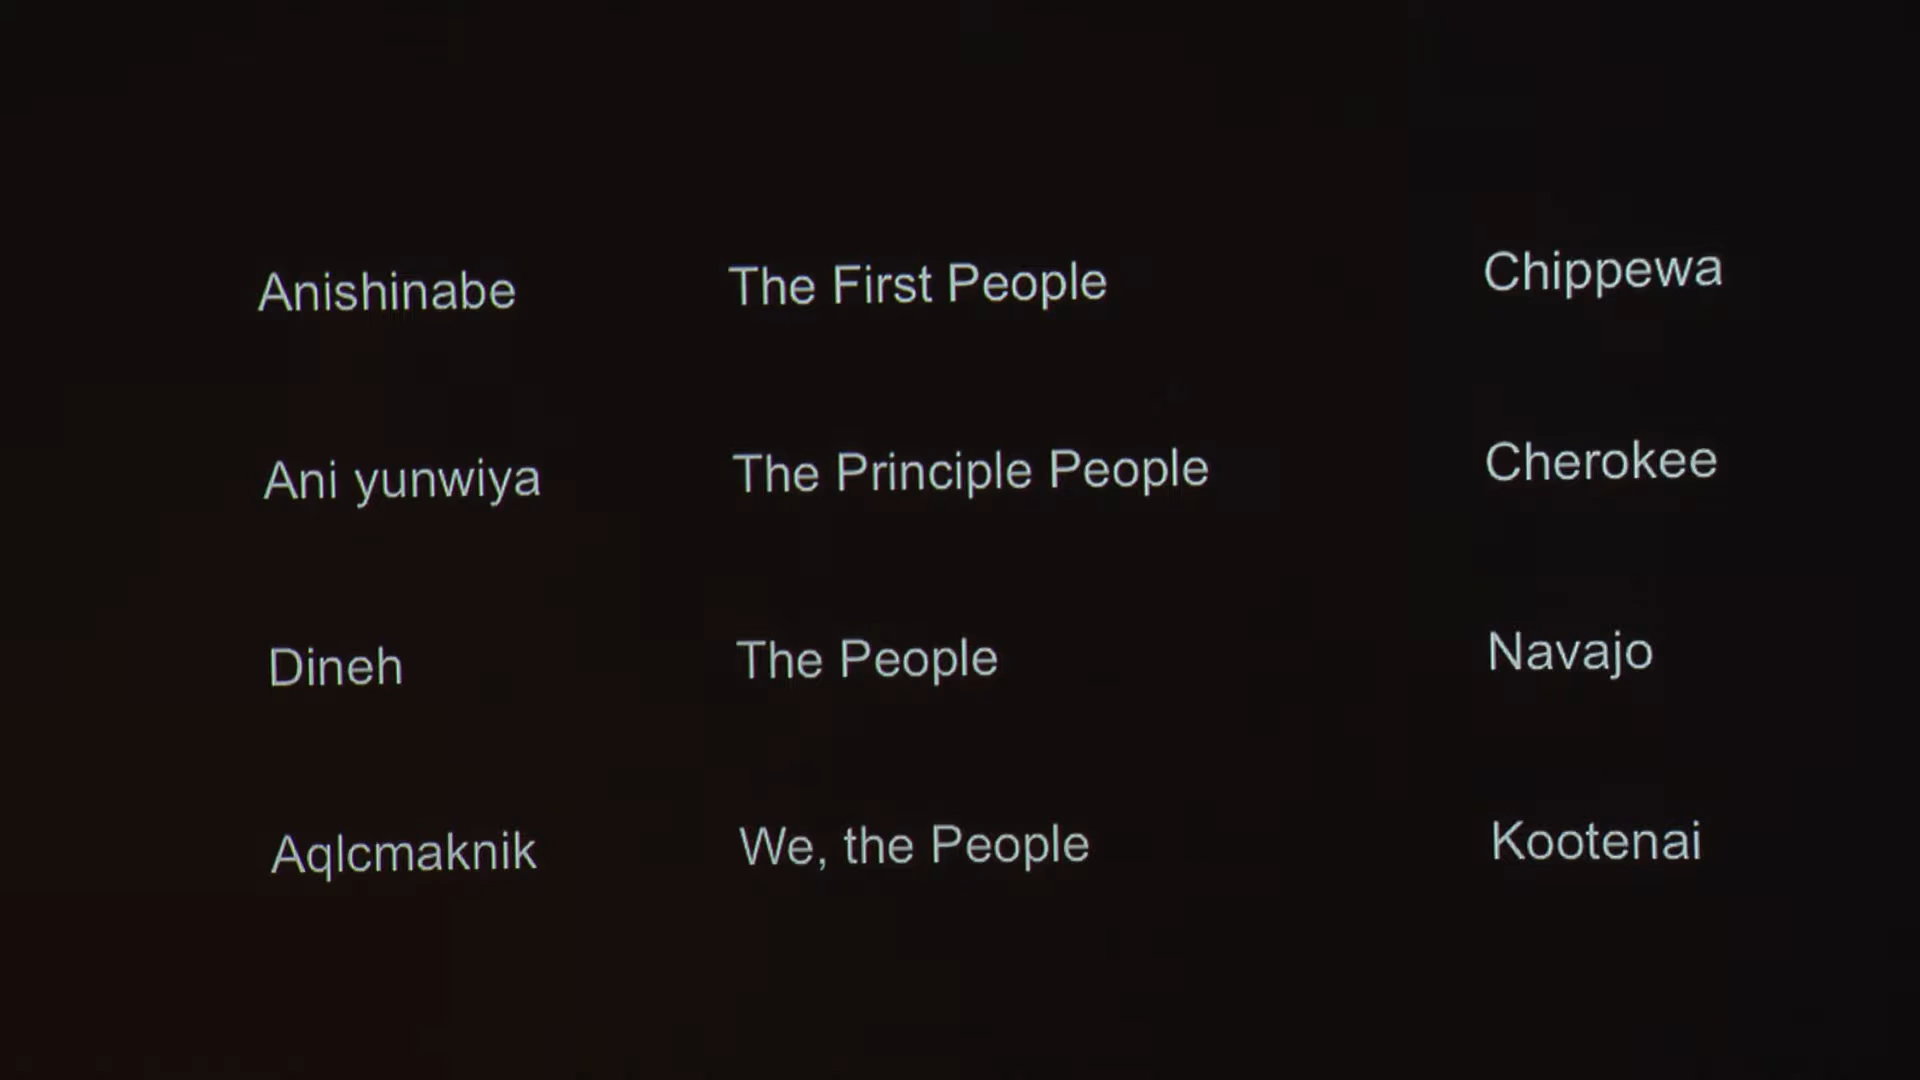 Anishinabe The First People Chippewa
Ani yunwiya The Principle People Cherokee
Dineh The People Navajo
Aqlcmaknik We, the People Kootenai